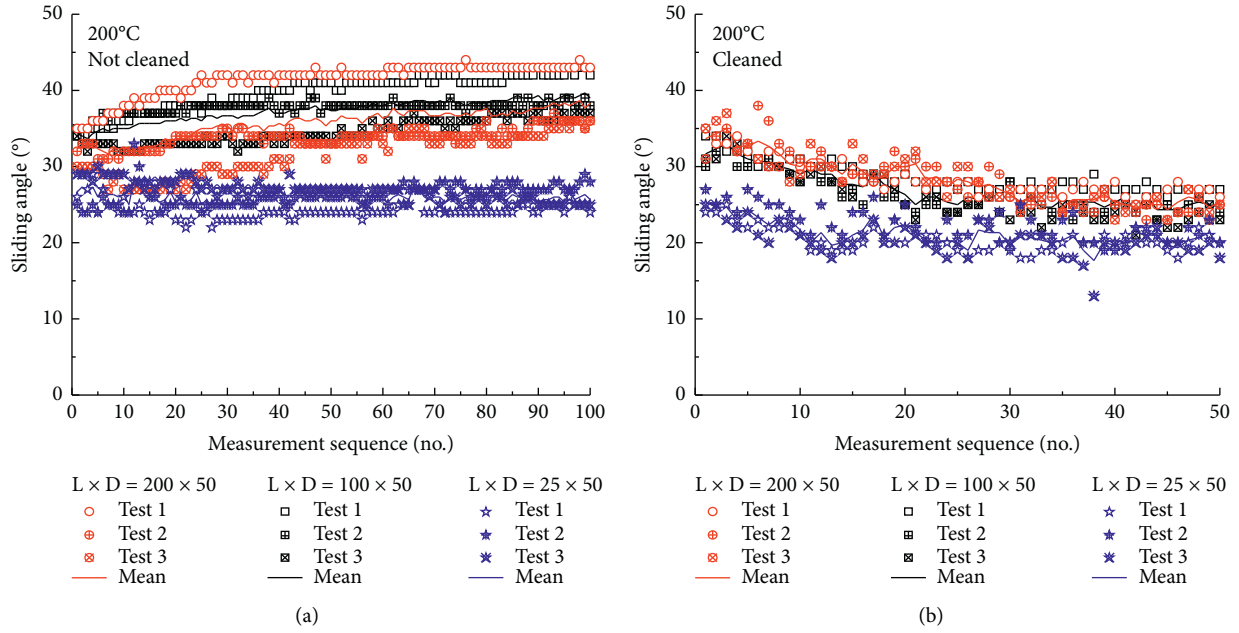 200°C
Not cleaned
50
40
30
20
10
0
Sliding angle (°)
0 10 20 30 40 50 60 70 80 90 100
Measurement sequence (no.)
L × D = 200 × 50 L × D = 100 × 50 L × D = 25 × 50
Test 1 Test 1 Test 1
Test 2 Test 2 Test 2
Test 3 Test 3 Test 3
Mean Mean Mean
(a)
200°C
Cleaned
50
40
30
20
10
0
Sliding angle (°)
0 10 20 30 40 50
Measurement sequence (no.)
L × D = 200 × 50 L × D = 100 × 50 L × D = 25 × 50
Test 1 Test 1 Test 1
Test 2 Test 2 Test 2
Test 3 Test 3 Test 3
Mean Mean Mean
(b)